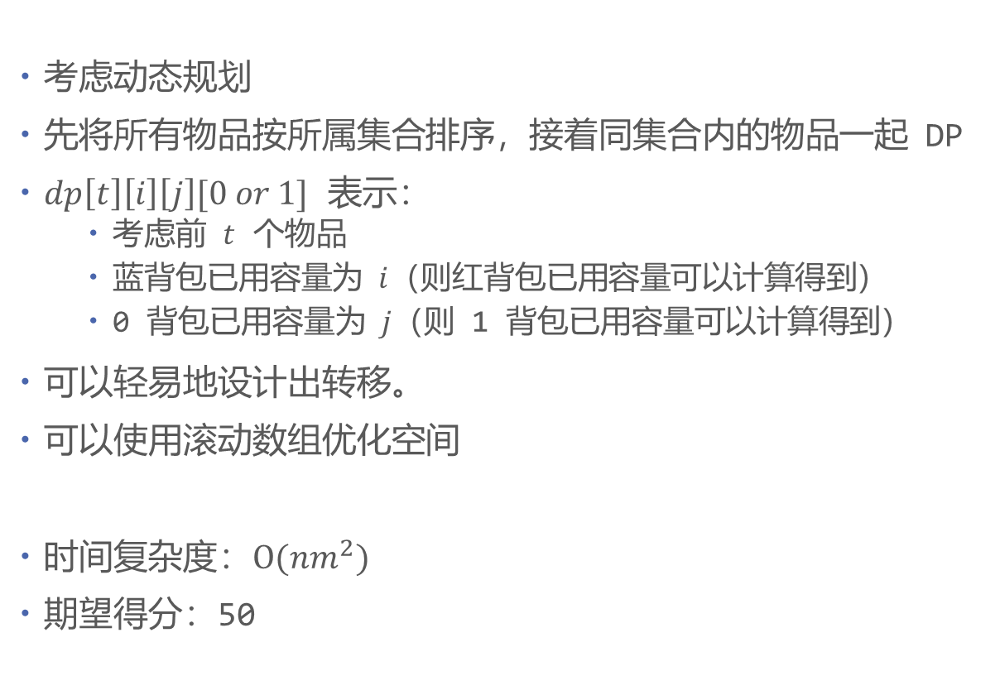 • 考虑动态规划
• 先将所有物品按所属集合排序，接着同集合内的物品一起 DP
• dp[t][i][j][0 or 1] 表示：
• 考虑前 t 个物品
• 蓝背包已用容量为 i（则红背包已用容量可以计算得到）
• 0 背包已用容量为 j（则 1 背包已用容量可以计算得到）
• 可以轻易地设计出转移。
• 可以使用滚动数组优化空间
• 时间复杂度：O(nm²)
• 期望得分：50